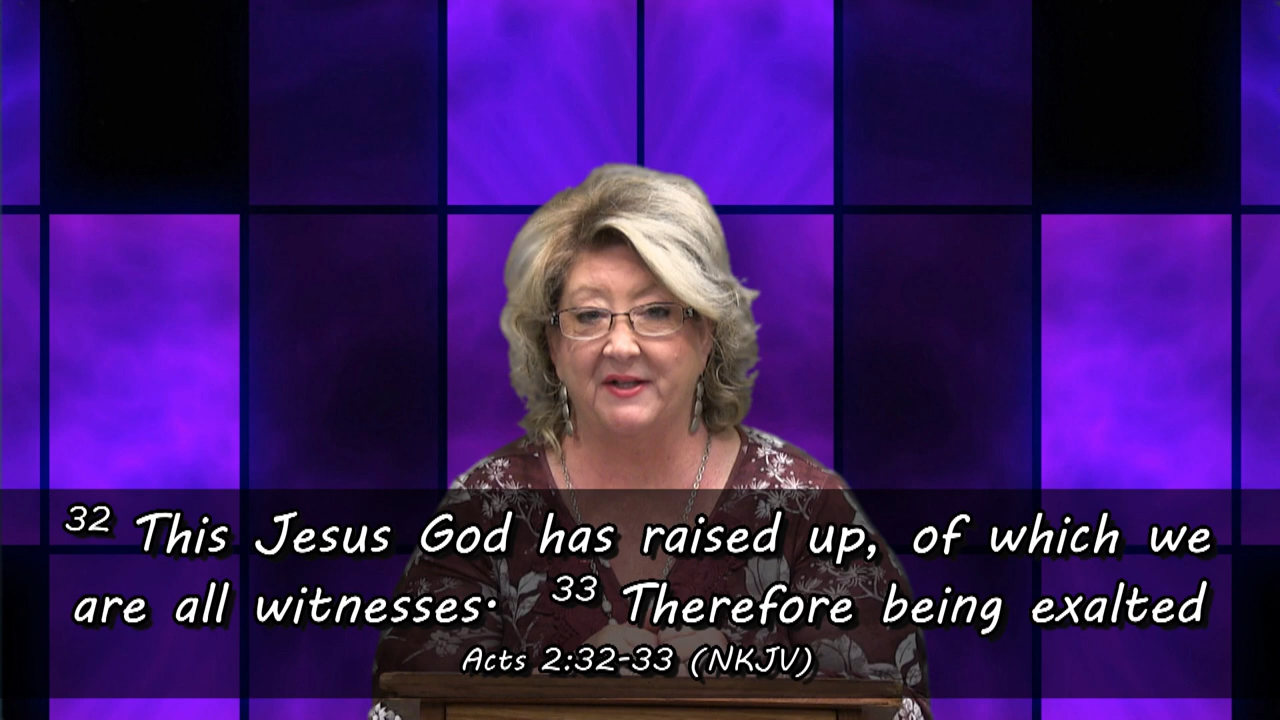 32 This Jesus God has raised up, of which we
are all witnesses. 33 Therefore being exalted
Acts 2:32-33 (NKJV)